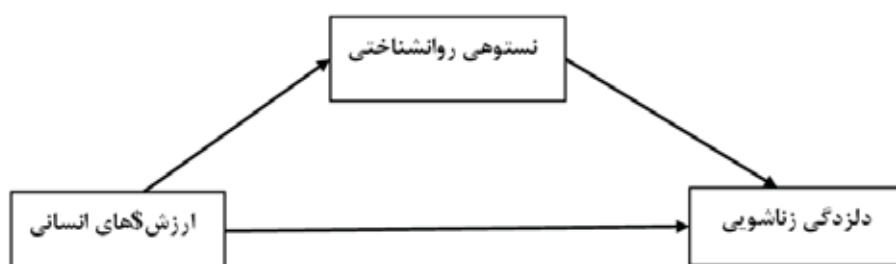 نستوهی روانشناختی
ارزش$های انسانی
دلزدگی زناشویی